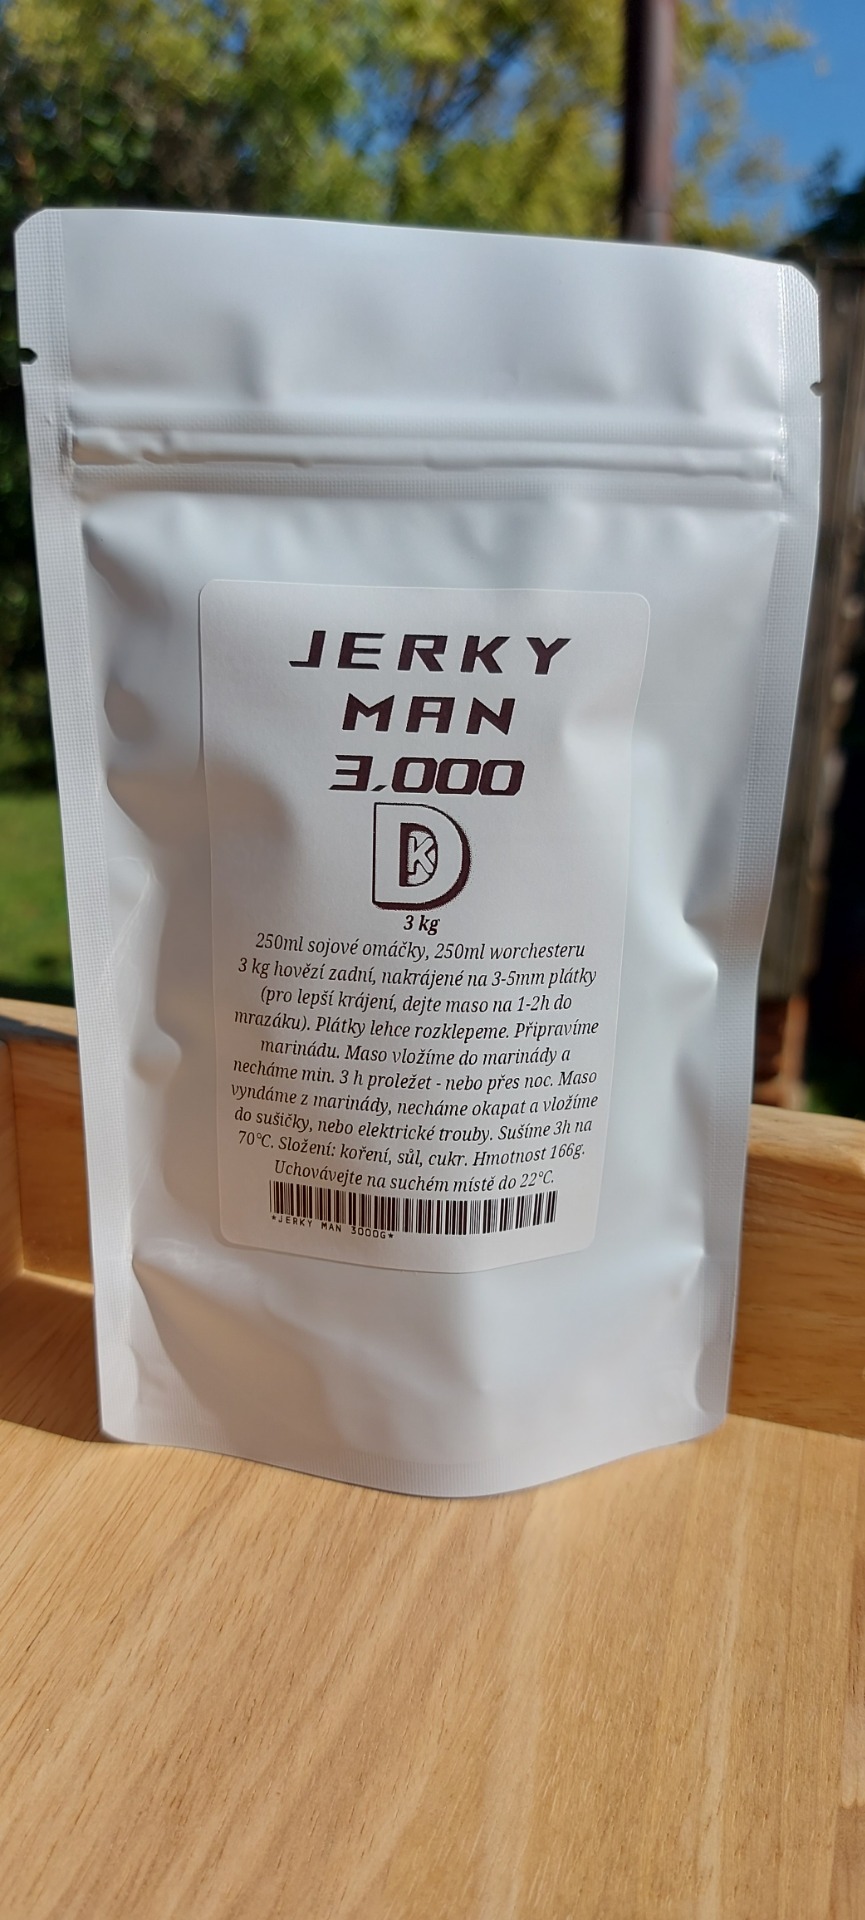 JERKY
MAN
3.000
DK
3 kg
250ml sojové omáčky, 250ml worchesteru
3 kg hovězí zadní, nakrájené na 3-5mm plátky
(pro lepší krájení, dejte maso na 1-2h do
mrazáku). Plátky lehce rozklepeme. Připravíme
marinádu. Maso vložíme do marinády a
necháme min. 3 h proležet - nebo přes noc. Maso
vyndáme z marinády, necháme okapat a vložíme
do sušičky, nebo elektrické trouby. Sušíme 3h na
70°C. Složení: koření, sůl, cukr. Hmotnost 166g.
Uchovávejte na suchém místě do 22°C.
*JERKY MAN 3000G*